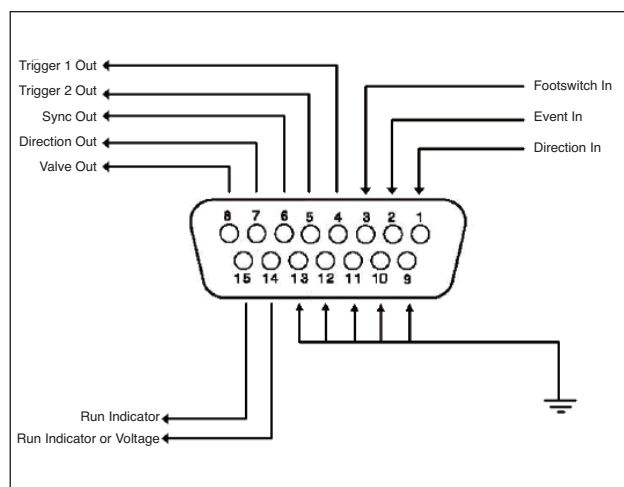 Trigger 1 Out
Trigger 2 Out
Sync Out
Direction Out
Valve Out
Footswitch In
Event In
Direction In
8 7 6 5 4 3 2 1
15 14 13 12 11 10 9
Run Indicator
Run Indicator or Voltage